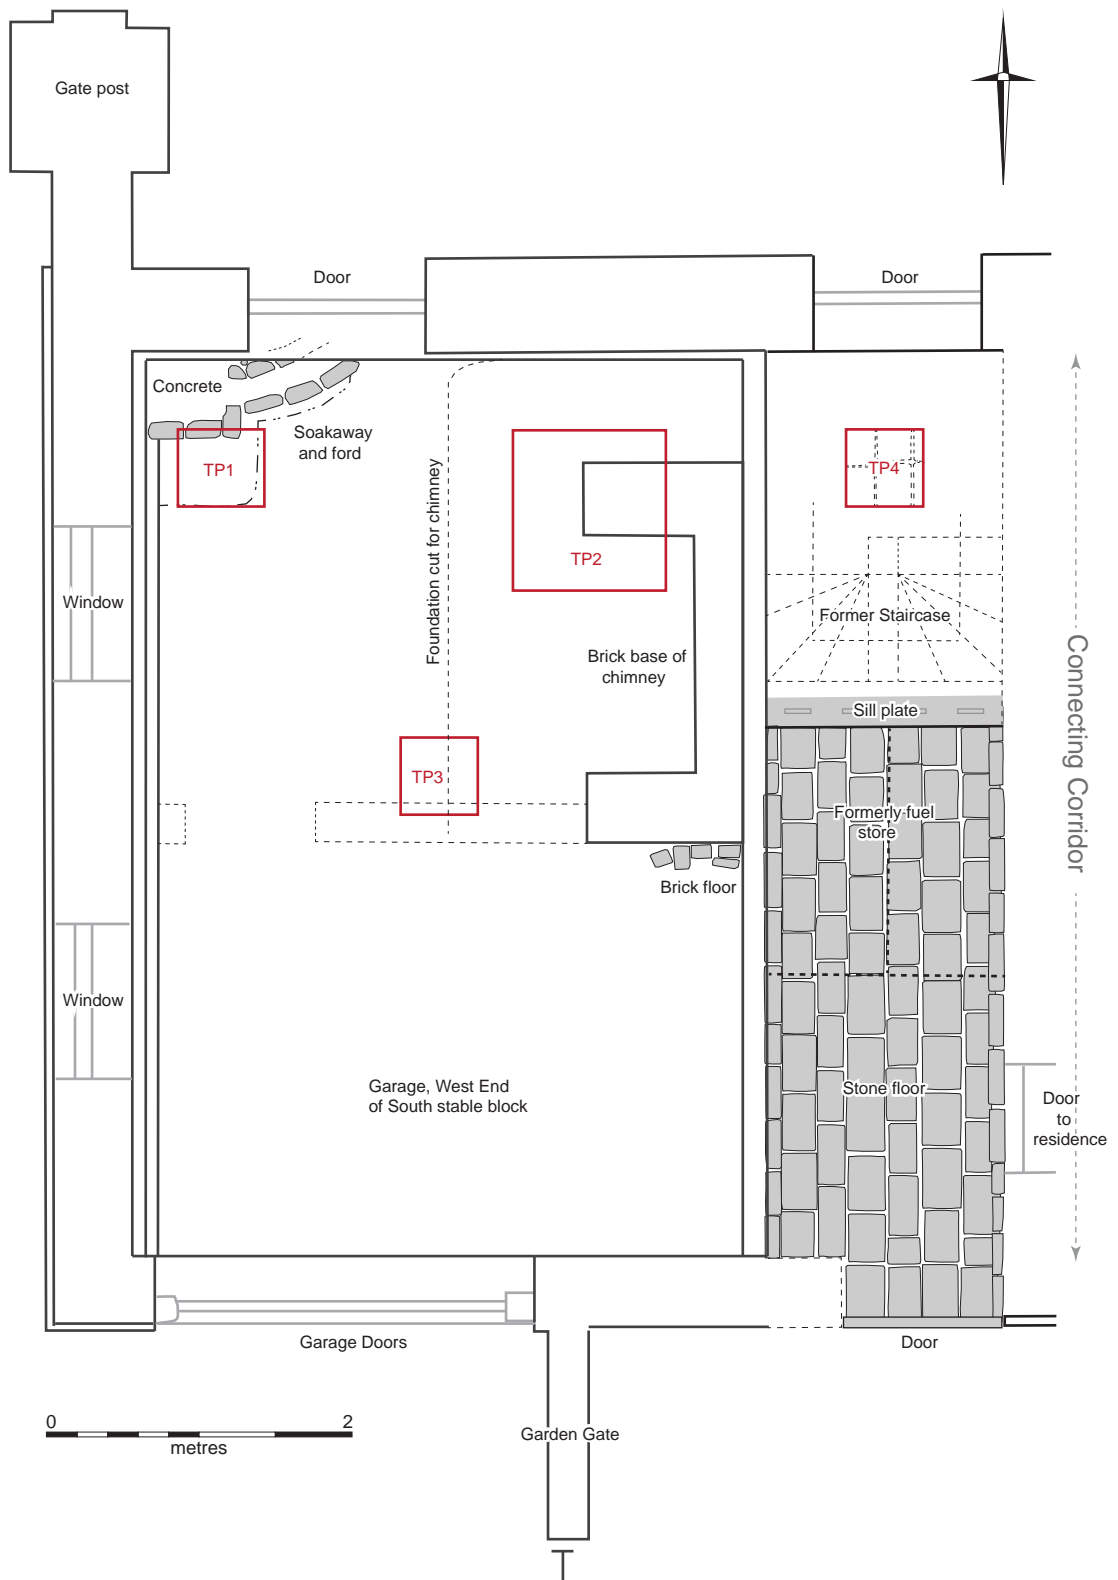 Gate post
Door
Door
Concrete
Soakaway
and ford
TP1
Foundation cut for chimney
TP2
TP4
Window
Former Staircase
Brick base of
chimney
Sill plate
TP3
Formerly fuel
store
Connecting Corridor
Brick floor
Window
Garage, West End
of South stable block
Stone floor
Door
to
residence
Garage Doors
Door
0 2
metres
Garden Gate